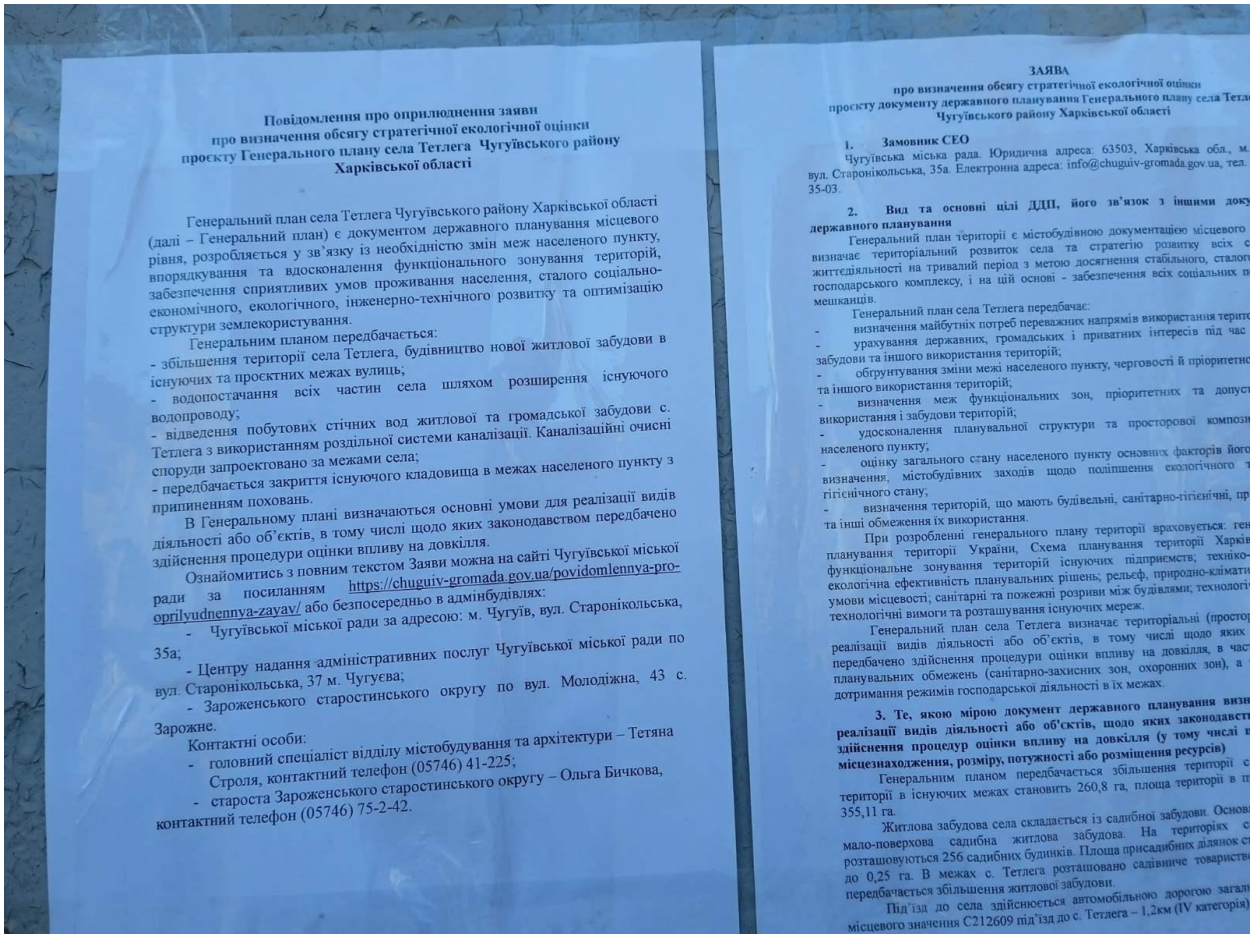 Повідомлення про оприлюднення заяви
про визначення обсягу стратегічної екологічної оцінки
проєкту Генерального плану села Тетлега Чугуївського району
Харківської області
Генеральний план села Тетлега Чугуївського району Харківської області
(далі – Генеральний план) є документом державного планування місцевого
рівня, розробляється у зв’язку із необхідністю змін меж населеного пункту,
впорядкування та вдосконалення функціонального зонування територій,
забезпечення сприятливих умов проживання населення, сталого соціально-
економічного, екологічного, інженерно-технічного розвитку та оптимізацію
структури землекористування.
Генеральним планом передбачається:
- збільшення території села Тетлега, будівництво нової житлової забудови в
існуючих та проєктних межах вулиць;
- водопостачання всіх частин села шляхом розширення існуючого
водопроводу;
- відведення побутових стічних вод житлової та громадської забудови с.
Тетлега з використанням роздільної системи каналізації. Каналізаційні очисні
споруди запроектовано за межами села;
- передбачається закриття існуючого кладовища в межах населеного пункту з
припиненням поховань.
В Генеральному плані визначаються основні умови для реалізації видів
діяльності або об’єктів, в тому числі щодо яких законодавством передбачено
здійснення процедури оцінки впливу на довкілля.
Ознайомитись з повним текстом Заяви можна на сайті Чугуївської міської
ради за посиланням https://chuguiv-gromada.gov.ua/povidomlennya-pro-
oprilyudnennya-zayav/ або безпосередньо в адмінбудівлях:
- Чугуївської міської ради за адресою: м. Чугуїв, вул. Старонікольська,
35а;
- Центру надання адміністративних послуг Чугуївської міської ради по
вул. Старонікольська, 37 м. Чугуєва;
- Зароженського старостинського округу по вул. Молодіжна, 43 с.
Зарожне.
Контактні особи:
- головний спеціаліст відділу містобудування та архітектури – Тетяна
Строля, контактний телефон (05746) 41-225;
- староста Зароженського старостинського округу – Ольга Бичкова,
контактний телефон (05746) 75-2-42.
ЗАЯВА
про визначення обсягу стратегічної екологічної оцінки
проєкту документу державного планування Генерального плану села
Чугуївського району Харківської області
1. Замовник СЕО
Чугуївська міська рада. Юридична адреса: 63503, Харківська обл., м.
вул. Старонікольська, 35а. Електронна адреса: info@chuguiv-gromada.gov.ua, тел.
35-03.
2. Вид та основні цілі ДДП, його зв’язок з іншими
державного планування
Генеральний план території є містобудівною документацією місцевого
визначає територіальний розвиток села та стратегію розвитку всіх
життєдіяльності на тривалий період з метою досягнення стабільного, сталого
господарського комплексу, і на цій основі - забезпечення всіх соціальних
мешканців.
Генеральний план села Тетлега передбачає:
- визначення майбутніх потреб переважних напрямів використання
- урахування державних, громадських і приватних інтересів під час
забудови та іншого використання територій;
- обґрунтування зміни межі населеного пункту, черговості й
та іншого використання територій;
- визначення меж функціональних зон, пріоритетних та
використання і забудови територій;
- удосконалення планувальної структури та просторової
населеного пункту;
- оцінку загального стану населеного пункту основних факторів його
визначення, містобудівних заходів щодо поліпшення екологічного
гігієнічного стану;
- визначення територій, що мають будівельні, санітарно-гігієнічні,
та інші обмеження їх використання.
При розробленні генерального плану території враховується:
планування території України, Схема планування території
функціональне зонування територій існуючих підприємств; техніко-
екологічна ефективність планувальних рішень; рельєф,
умови місцевості; санітарні та пожежні розриви між будівлями;
технологічні вимоги та розташування існуючих мереж.
Генеральний план села Тетлега визначає територіальні
реалізації видів діяльності або об’єктів, в тому числі щодо яких
передбачено здійснення процедури оцінки впливу на довкілля, в
планувальних обмежень (санітарно-захисних зон, охоронних зон), а
дотримання режимів господарської діяльності в їх межах.
3. Те, якою мірою документ державного планування
реалізації видів діяльності або об’єктів, щодо яких
здійснення процедур оцінки впливу на довкілля (у тому числі
місцезнаходження, розміру, потужності або розміщення ресурсів)
Генеральним планом передбачається збільшення території
території в існуючих межах становить 260,8 га, площа території в
355,11 га.
Житлова забудова села складається із садибної забудови.
мало-поверхова садибна житлова забудова. На територіях
розташовуються 256 садибних будинків. Площа присадибних ділянок
до 0,25 га. В межах с. Тетлега розташовано садівниче
передбачається збільшення житлової забудови.
Під’їзд до села здійснюється автомобільною дорогою
місцевого значення С212609 під’їзд до с. Тетлега – 1,2км (IV категорія)